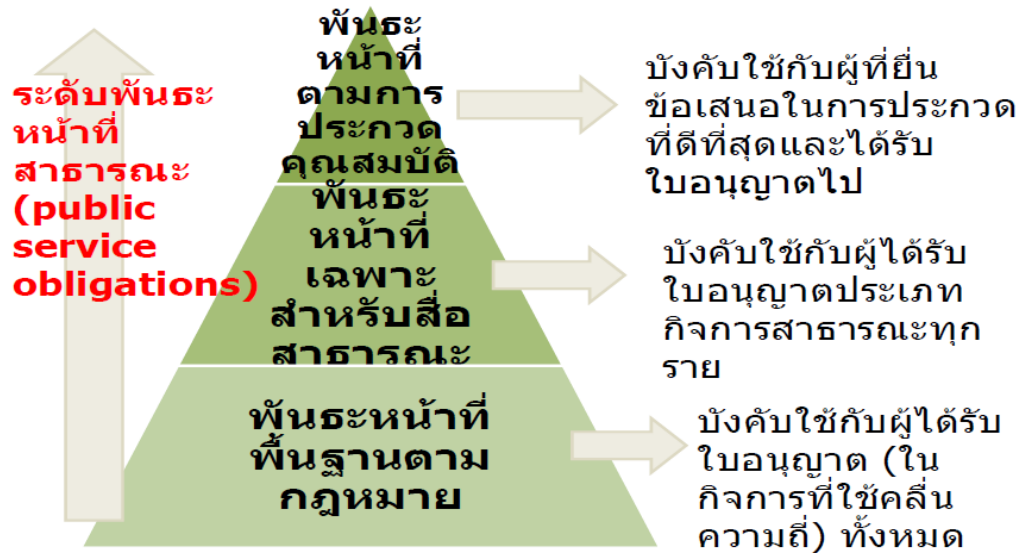 ระดับพันธะ
หน้าที่
สาธารณะ
(public
service
obligations)
พันธะ
หน้าที่
ตามการ
ประกวด
คุณสมบัติ
บังคับใช้กับผู้ที่ยื่น
ข้อเสนอในการประกวด
ที่ดีที่สุดและได้รับ
ใบอนุญาตไป
พันธะ
หน้าที่
เฉพาะ
สำหรับสื่อ
สาธารณะ
บังคับใช้กับผู้ได้รับ
ใบอนุญาตประเภท
กิจการสาธารณะทุก
ราย
พันธะหน้าที่
พื้นฐานตาม
กฎหมาย
บังคับใช้กับผู้ได้รับ
ใบอนุญาต (ใน
กิจการที่ใช้คลื่น
ความถี่) ทั้งหมด